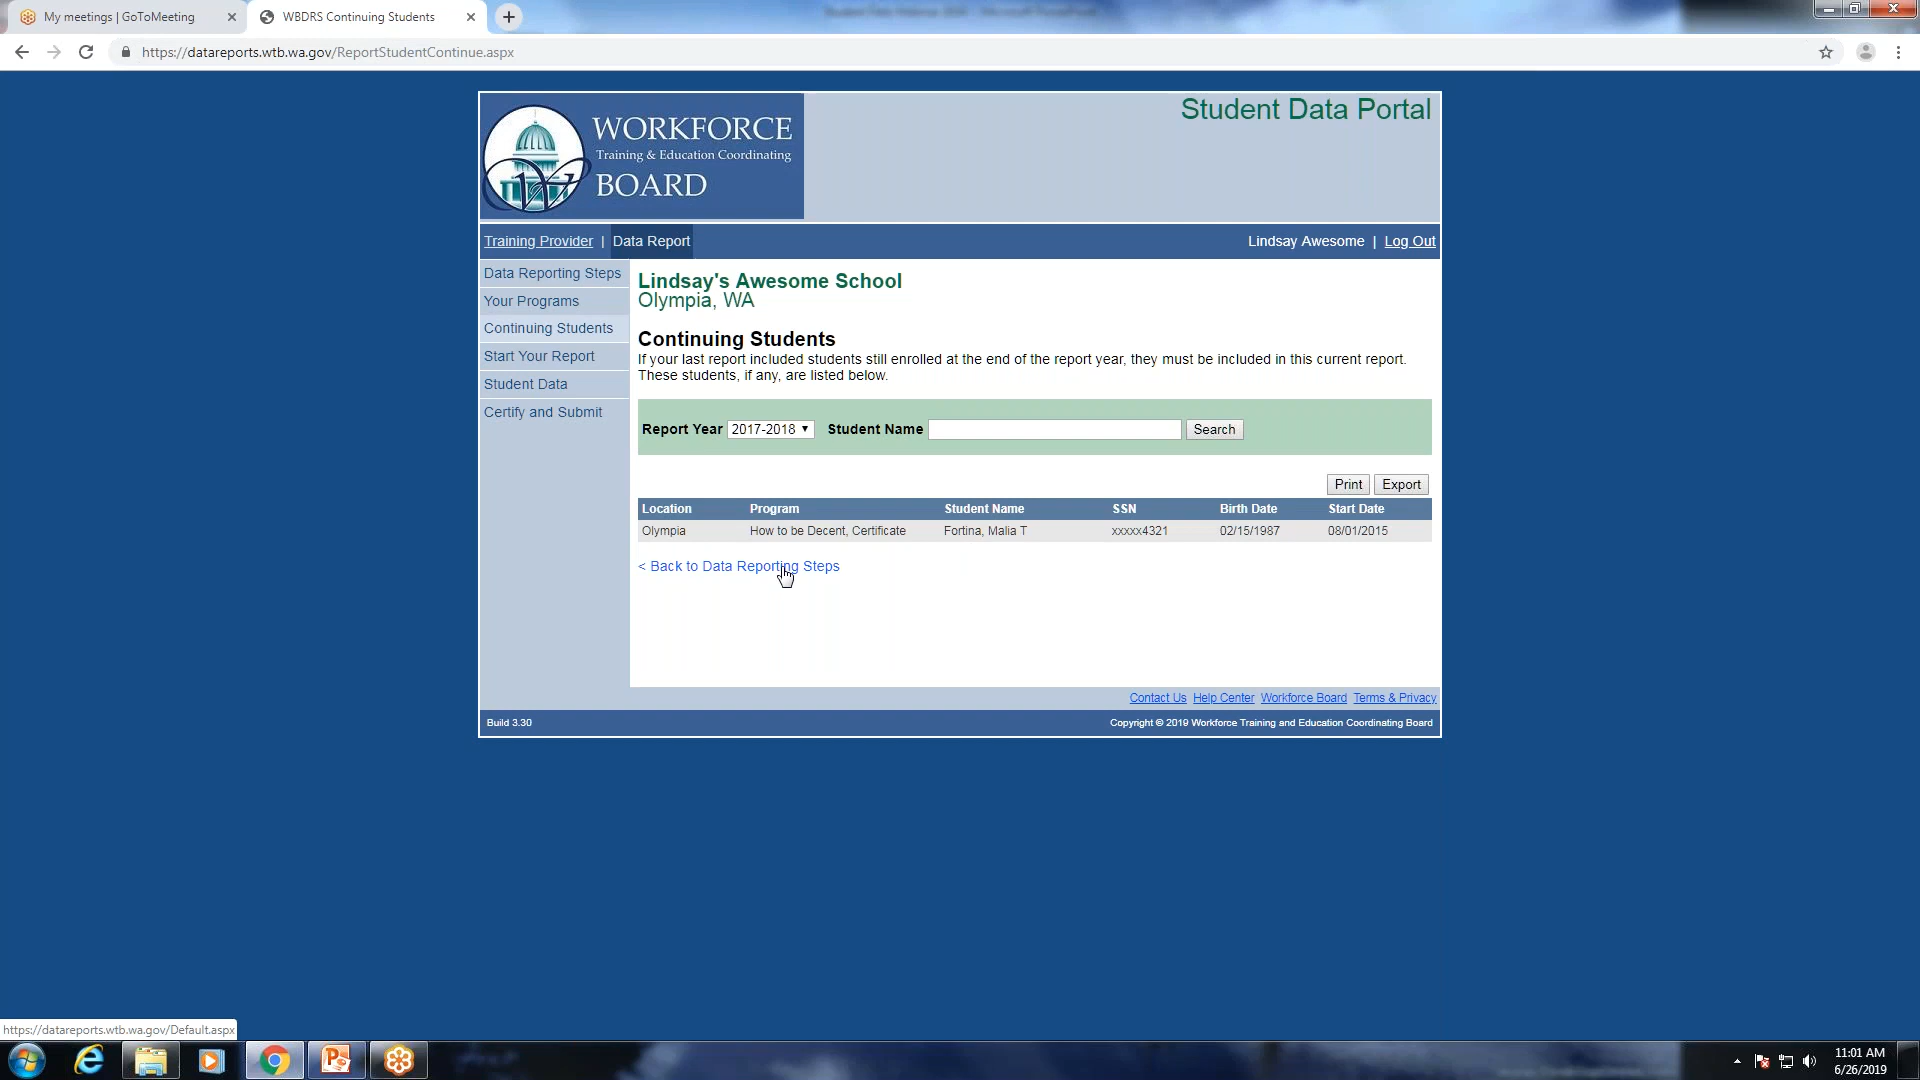 My meetings | GoToMeeting
WBDRS Continuing Students
https://datareports.wtb.wa.gov/ReportStudentContinue.aspx
WORKFORCE
Training & Education Coordinating
BOARD
Student Data Portal
Training Provider | Data Report
Lindsay Awesome | Log Out
Data Reporting Steps
Your Programs
Continuing Students
Start Your Report
Student Data
Certify and Submit
Lindsay's Awesome School
Olympia, WA
Continuing Students
If your last report included students still enrolled at the end of the report year, they must be included in this current report.
These students, if any, are listed below.
Report Year 2017-2018 Student Name Search
Print Export
Location Program Student Name SSN Birth Date Start Date
Olympia How to be Decent, Certificate Fortina, Malia T xxxxx4321 02/15/1987 08/01/2015
< Back to Data Reporting Steps
Contact Us Help Center Workforce Board Terms & Privacy
Build 3.30
Copyright © 2019 Workforce Training and Education Coordinating Board
https://datareports.wtb.wa.gov/Default.aspx
11:01 AM
6/26/2019